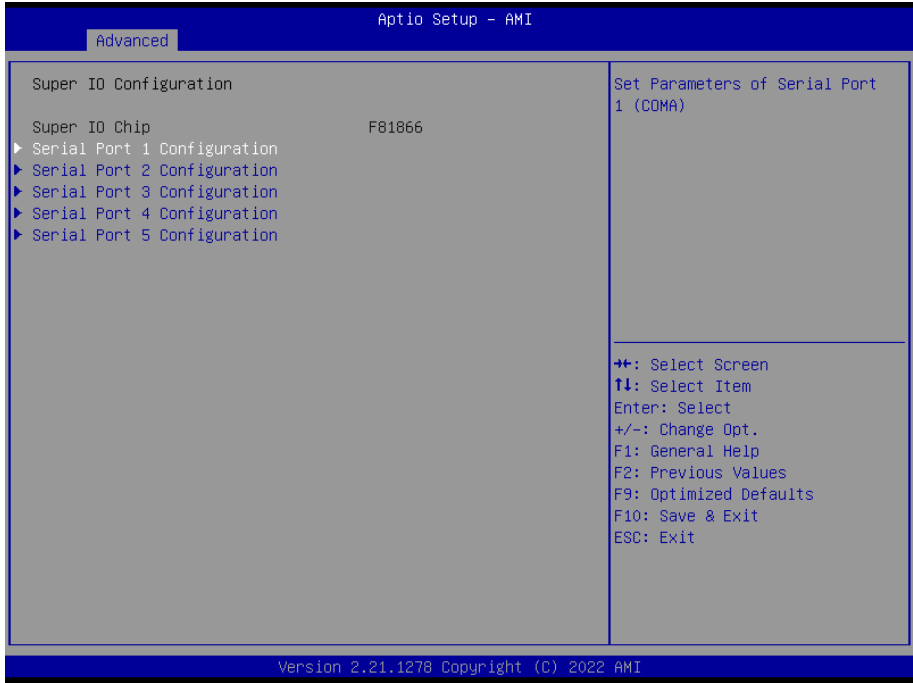 Aptio Setup – AMI
Advanced
Super IO Configuration
Super IO Chip F81866
Serial Port 1 Configuration
Serial Port 2 Configuration
Serial Port 3 Configuration
Serial Port 4 Configuration
Serial Port 5 Configuration
Set Parameters of Serial Port
1 (COMA)
→←: Select Screen
↑↓: Select Item
Enter: Select
+/-: Change Opt.
F1: General Help
F2: Previous Values
F9: Optimized Defaults
F10: Save & Exit
ESC: Exit
Version 2.21.1278 Copyright (C) 2022 AMI